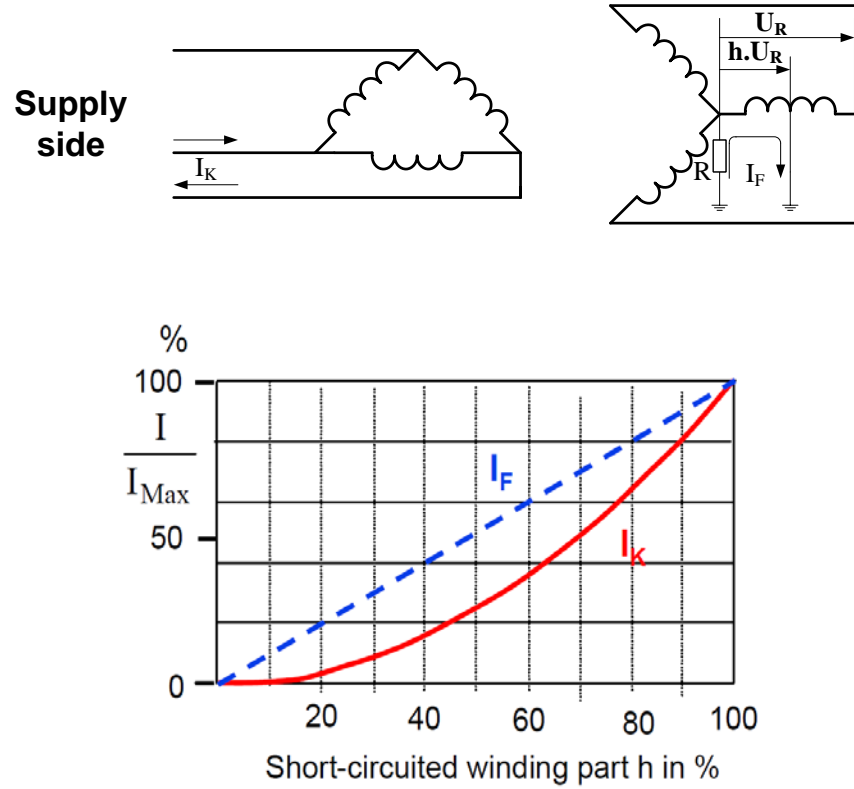 Supply
side
I_K
U_R
h.U_R
R
I_F
%
100
I
I_Max
50
0
I_F
I_K
20
40
60
80
100
Short-circuited winding part h in %